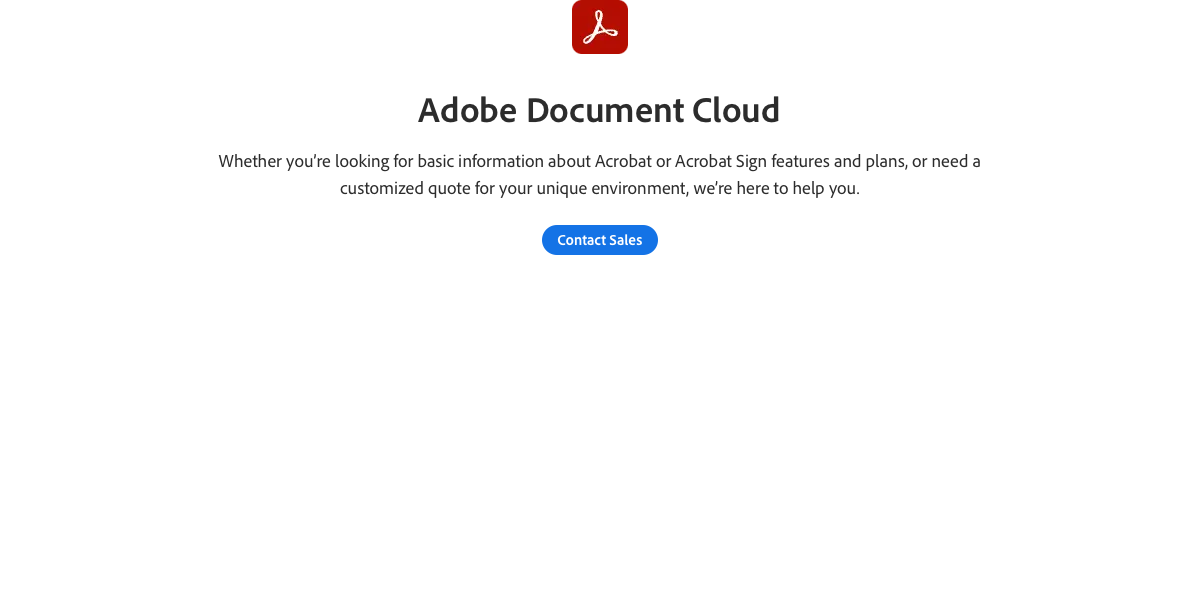 Adobe Document Cloud
Whether you’re looking for basic information about Acrobat or Acrobat Sign features and plans, or need a
customized quote for your unique environment, we’re here to help you.
Contact Sales